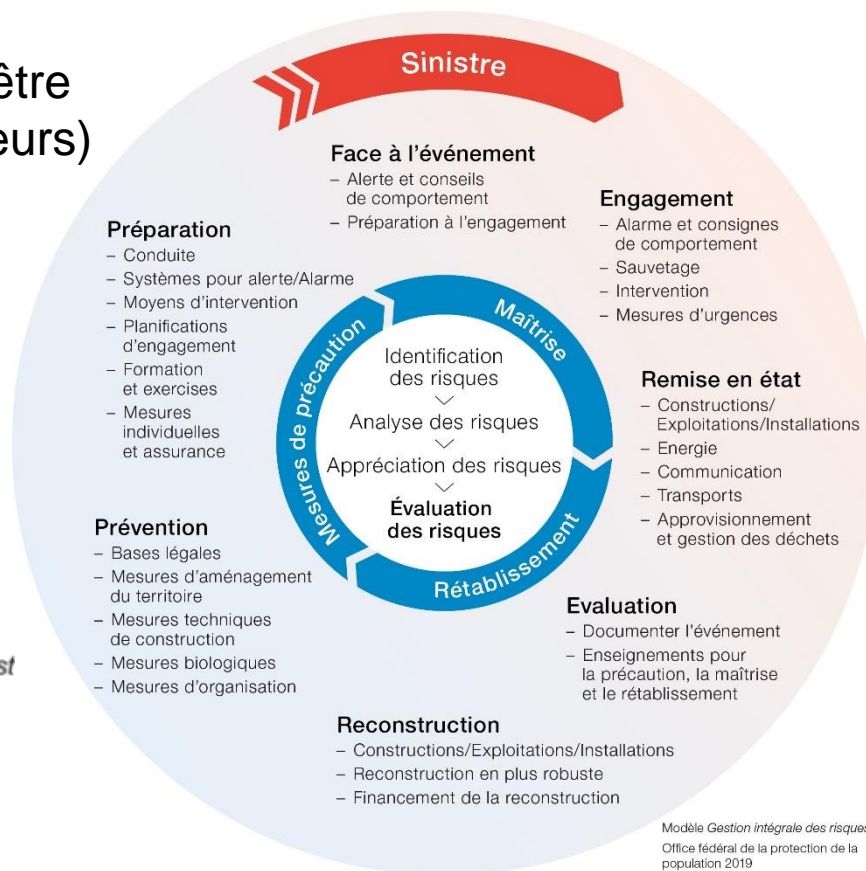 être
eurs)
Sinistre
Face à l'événement
– Alerte et conseils
de comportement
– Préparation à l'engagement
Engagement
– Alarme et consignes
de comportement
– Sauvetage
– Intervention
– Mesures d'urgences
Préparation
– Conduite
– Systèmes pour alerte/Alarme
– Moyens d'intervention
– Planifications
d'engagement
– Formation
et exercises
– Mesures
individuelles
et assurance
Maîtrise
Mesures de précaution
Rétablissement
Identification
des risques
Analyse des risques
Appréciation des risques
Évaluation
des risques
Remise en état
– Constructions/
Exploitations/Installations
– Energie
– Communication
– Transports
– Approvisionnement
et gestion des déchets
Prévention
– Bases légales
– Mesures d'aménagement
du territoire
– Mesures techniques
de construction
– Mesures biologiques
– Mesures d'organisation
st
Evaluation
– Documenter l'événement
– Enseignements pour
la précaution, la maîtrise
et le rétablissement
Reconstruction
– Constructions/Exploitations/Installations
– Reconstruction en plus robuste
– Financement de la reconstruction
Modèle Gestion intégrale des risques
Office fédéral de la protection de la
population 2019